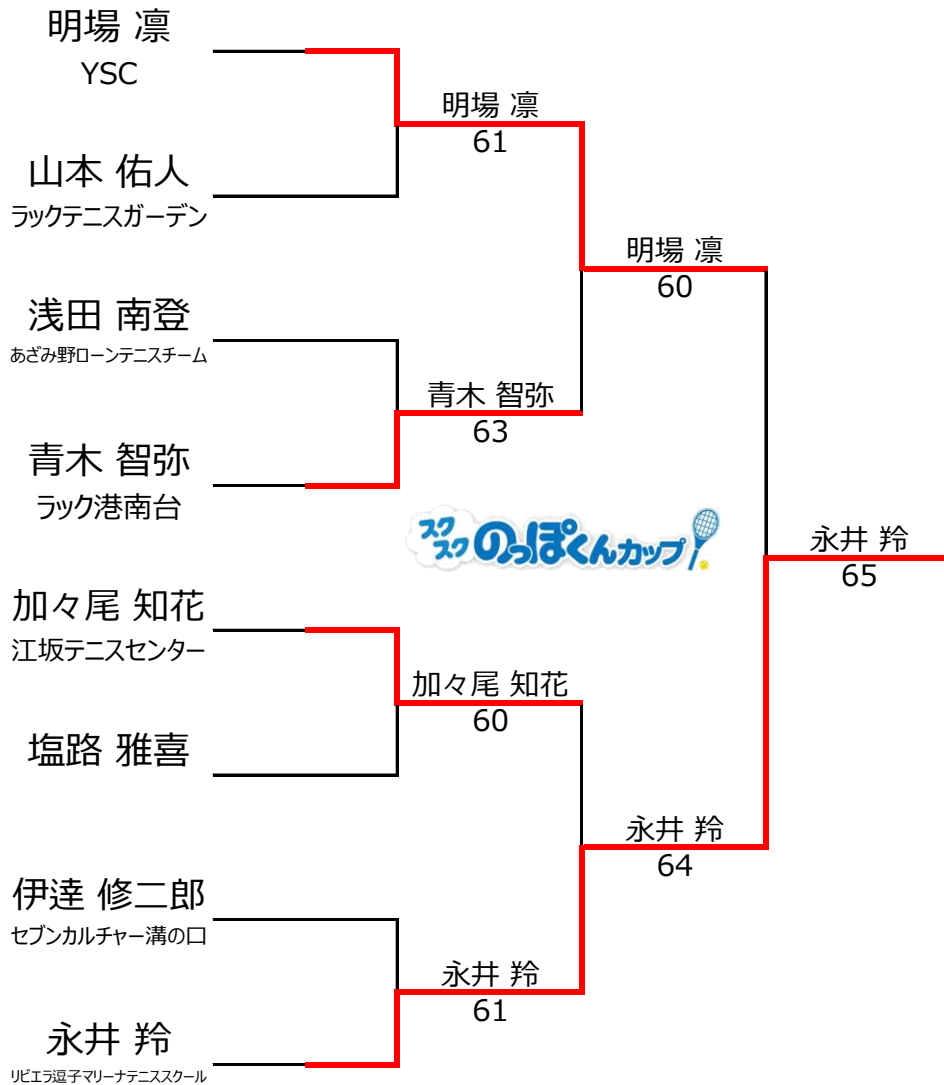 明場 凛
YSC
山本 佑人
ラックテニスガーデン
浅田 南登
あざみ野ローンテニスチーム
青木 智弥
ラック港南台
加々尾 知花
江坂テニスセンター
塩路 雅喜
伊達 修二郎
セブンカルチャー溝の口
永井 羚
リビエラ逗子マリーナテニススクール
明場 凛
61
青木 智弥
63
加々尾 知花
60
永井 羚
61
明場 凛
60
永井 羚
64
永井 羚
65
スクスク のっぽくんカップ